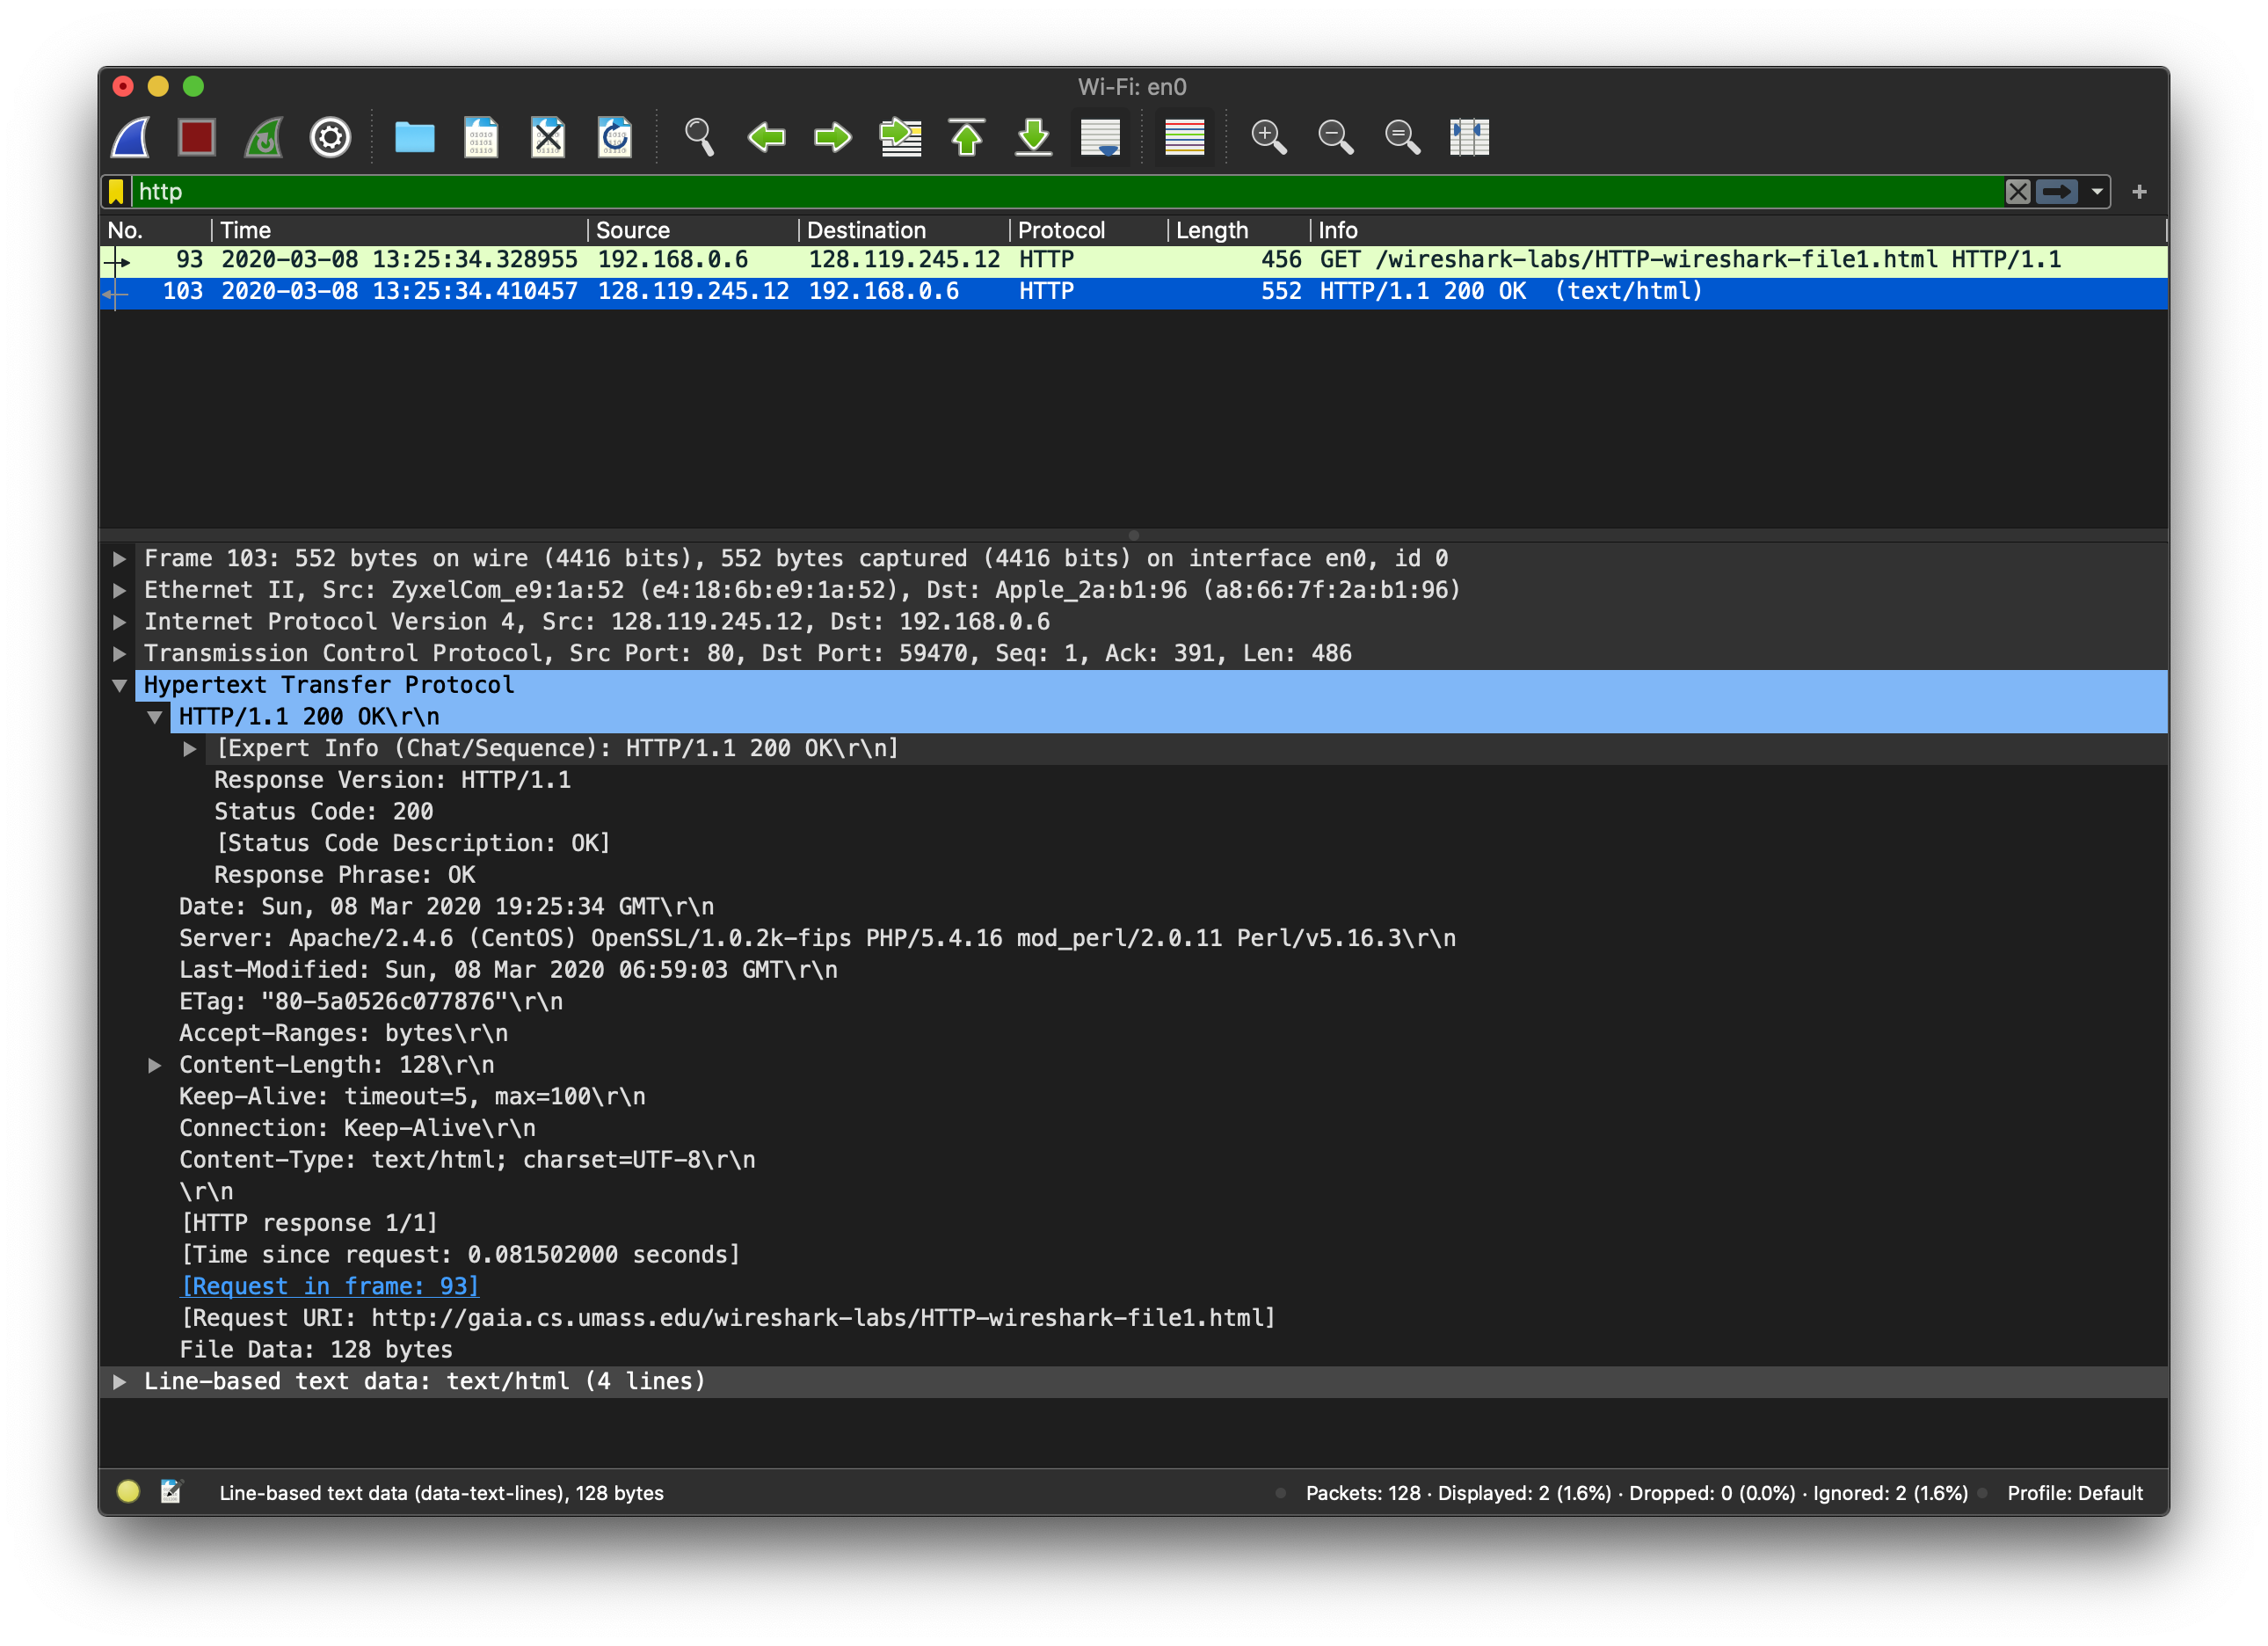 Wi-Fi: en0
http
No. Time Source Destination Protocol Length Info
93 2020-03-08 13:25:34.328955 192.168.0.6 128.119.245.12 HTTP 456 GET /wireshark-labs/HTTP-wireshark-file1.html HTTP/1.1
103 2020-03-08 13:25:34.410457 128.119.245.12 192.168.0.6 HTTP 552 HTTP/1.1 200 OK  (text/html)
Frame 103: 552 bytes on wire (4416 bits), 552 bytes captured (4416 bits) on interface en0, id 0
Ethernet II, Src: ZyxelCom_e9:1a:52 (e4:18:6b:e9:1a:52), Dst: Apple_2a:b1:96 (a8:66:7f:2a:b1:96)
Internet Protocol Version 4, Src: 128.119.245.12, Dst: 192.168.0.6
Transmission Control Protocol, Src Port: 80, Dst Port: 59470, Seq: 1, Ack: 391, Len: 486
Hypertext Transfer Protocol
HTTP/1.1 200 OK\r\n
[Expert Info (Chat/Sequence): HTTP/1.1 200 OK\r\n]
Response Version: HTTP/1.1
Status Code: 200
[Status Code Description: OK]
Response Phrase: OK
Date: Sun, 08 Mar 2020 19:25:34 GMT\r\n
Server: Apache/2.4.6 (CentOS) OpenSSL/1.0.2k-fips PHP/5.4.16 mod_perl/2.0.11 Perl/v5.16.3\r\n
Last-Modified: Sun, 08 Mar 2020 06:59:03 GMT\r\n
ETag: "80-5a0526c077876"\r\n
Accept-Ranges: bytes\r\n
Content-Length: 128\r\n
Keep-Alive: timeout=5, max=100\r\n
Connection: Keep-Alive\r\n
Content-Type: text/html; charset=UTF-8\r\n
\r\n
[HTTP response 1/1]
[Time since request: 0.081502000 seconds]
[Request in frame: 93]
[Request URI: http://gaia.cs.umass.edu/wireshark-labs/HTTP-wireshark-file1.html]
File Data: 128 bytes
Line-based text data: text/html (4 lines)
Line-based text data (data-text-lines), 128 bytes Packets: 128 · Displayed: 2 (1.6%) · Dropped: 0 (0.0%) · Ignored: 2 (1.6%) Profile: Default